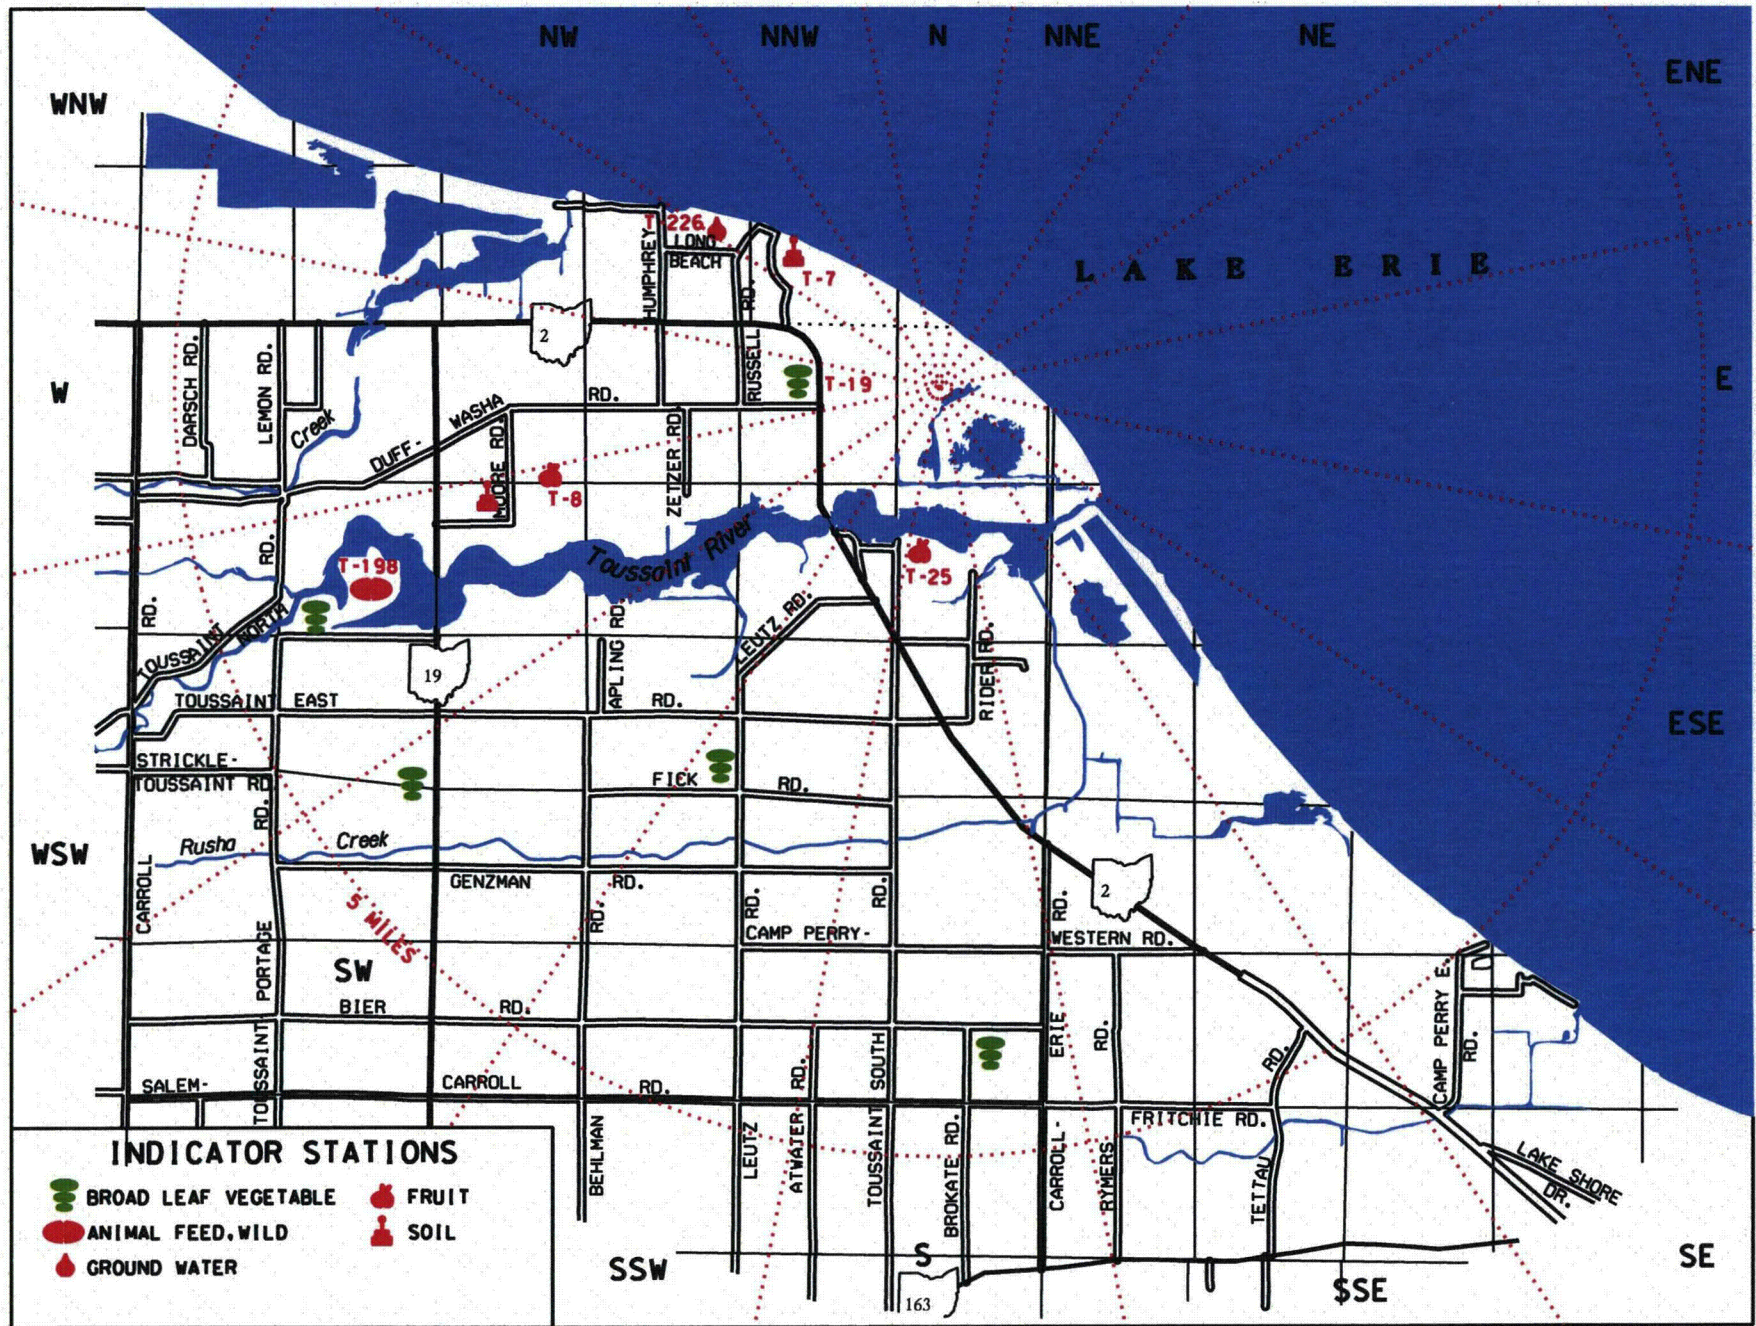 NW
NNW
N
NNE
NE
ENE
WNW
T-226
LONG
BEACH
HUMPHREY
T-7
RD.
LAKE ERIE
2
W
DARSCH RD.
LEMON RD.
Creek
DUFF-
WASHA
RD.
RUSSELL
T-19
E
MOORE RD.
T-8
ZETZER RD.
Toussaint River
T-198
T-25
RD.
RD.
TOUSSAINT
NORTH
APLING RD.
LEUTZ RD.
RIDER RD.
19
TOUSSAINT EAST
RD.
ESE
STRICKLE-
TOUSSAINT RD.
FICK
RD.
RD.
WSW
Rusha
Creek
CARROLL
GENZMAN
RD.
RD.
RD.
RD.
RD.
2
5 MILES
CAMP PERRY-
WESTERN RD.
SW
BIER
RD.
TOUSSAINT PORTAGE
ERIE
RD.
RD.
CAMP PERRY E.
RD.
SALEM-
CARROLL
RD.
RD.
SOUTH
FRITCHIE RD.
BEHLMAN
LEUTZ
ATWATER
TOUSSAINT
BROKATE RD.
CARROLL-
RYMERS
TETTAU
LAKE SHORE
DR.
INDICATOR STATIONS
BROAD LEAF VEGETABLE
FRUIT
ANIMAL FEED,WILD
SOIL
GROUND WATER
SSW
S
163
SSE
SE